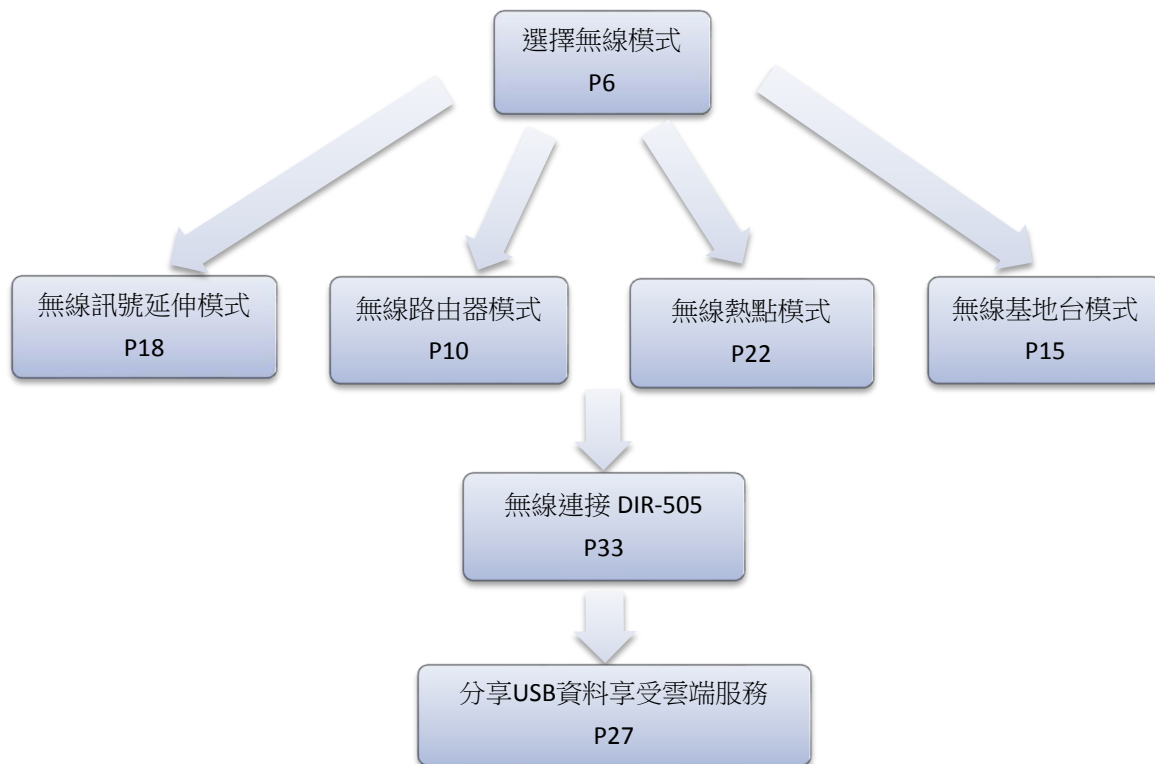 選擇無線模式
P6
無線訊號延伸模式
P18
無線路由器模式
P10
無線熱點模式
P22
無線基地台模式
P15
無線連接 DIR-505
P33
分享USB資料享受雲端服務
P27